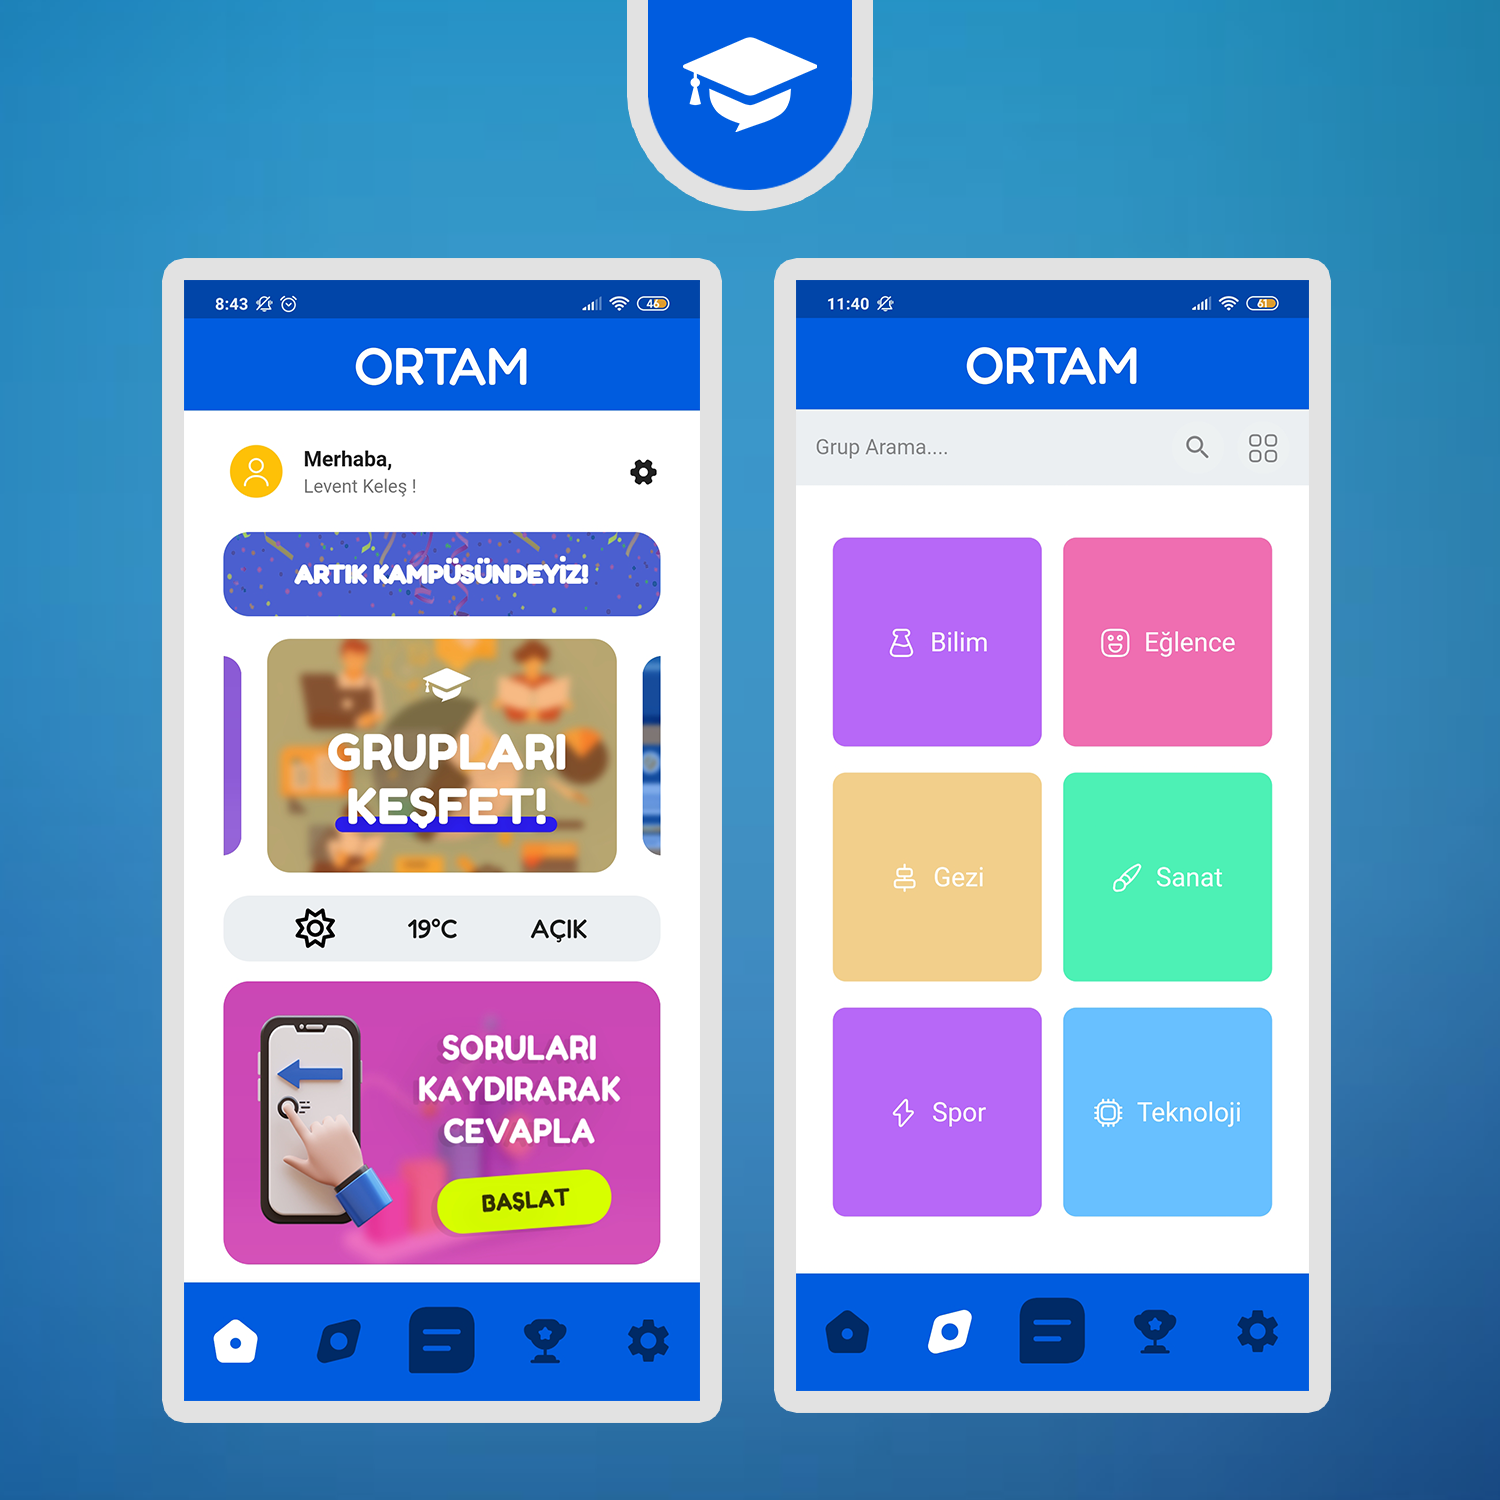 8:43
46
ORTAM
Merhaba,
Levent Keleş !
ARTIK KAMPÜSÜNDEYİZ!
GRUPLARI
KEŞFET!
19°C
AÇIK
SORULARI
KAYDIRARAK
CEVAPLA
BAŞLAT
11:40
61
ORTAM
Grup Arama....
Bilim
Eğlence
Gezi
Sanat
Spor
Teknoloji